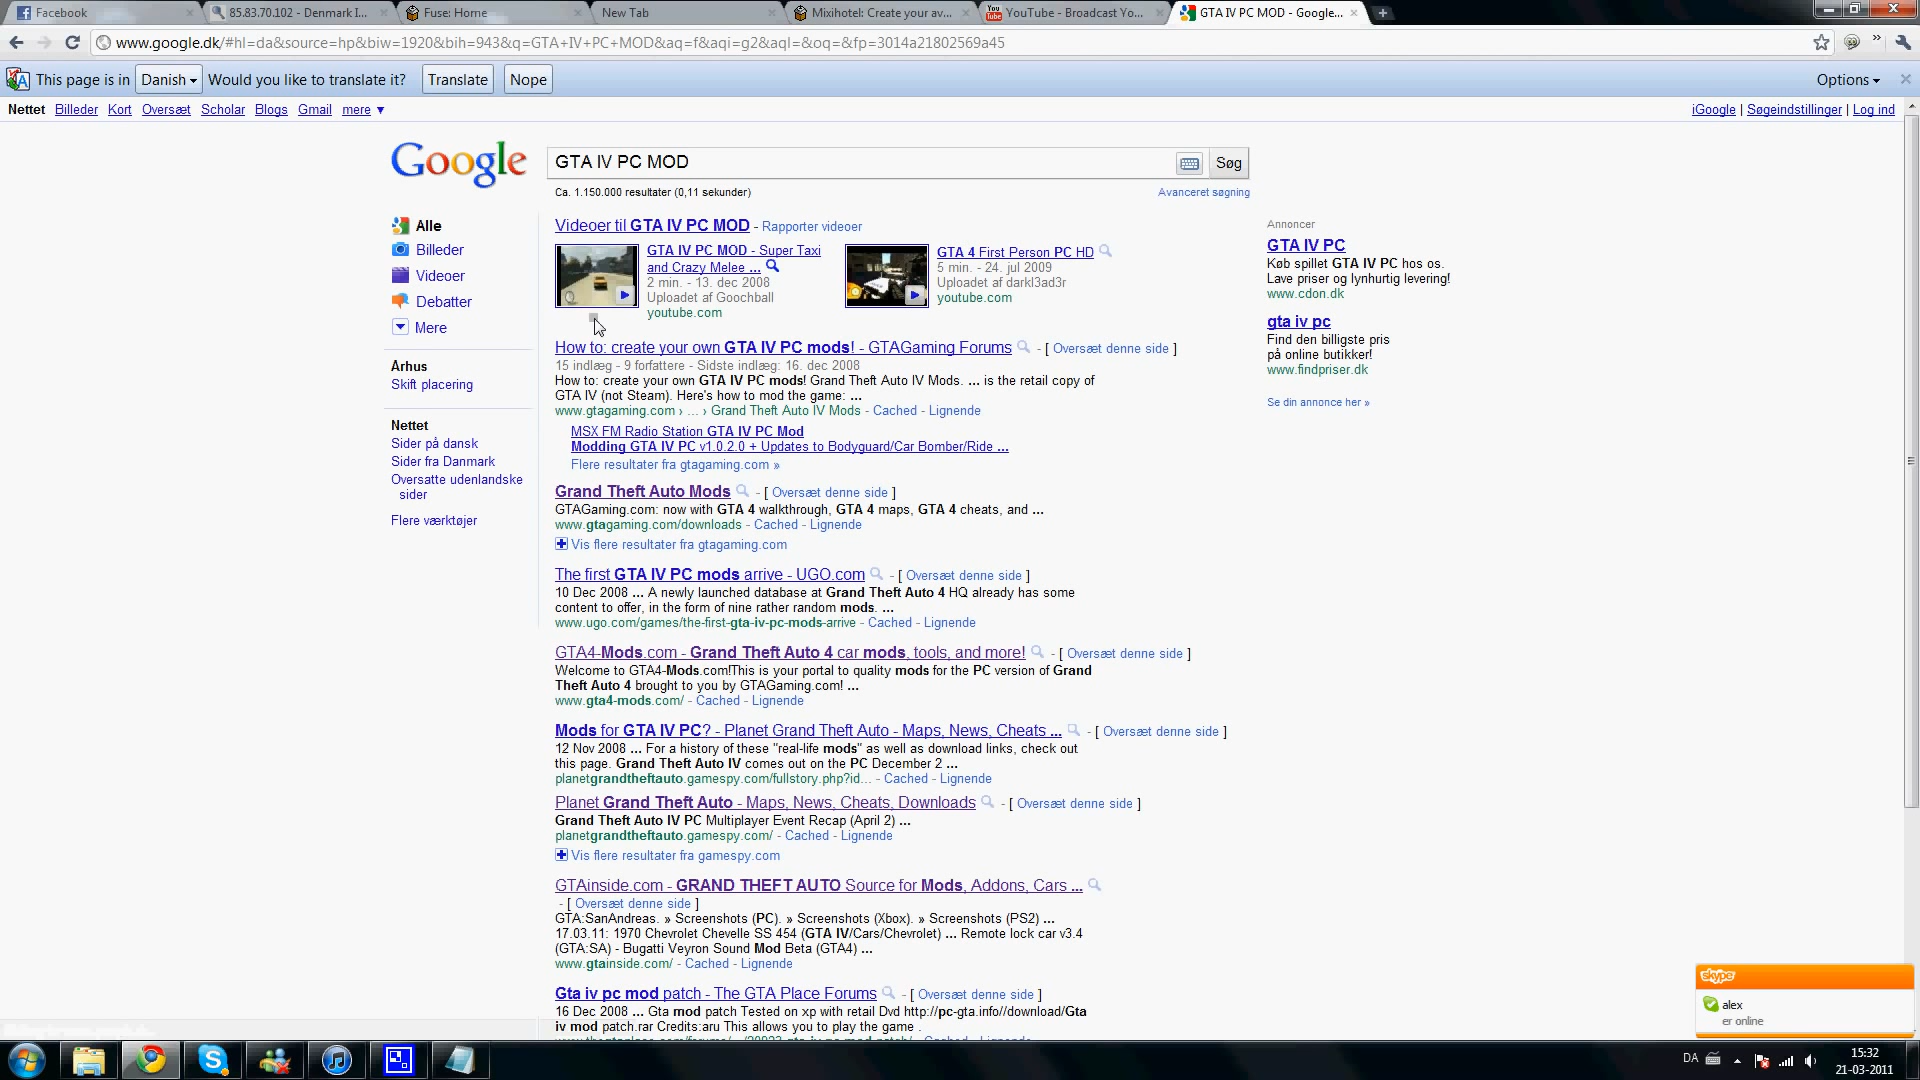 Facebook
85.83.70.102 - Denmark I...
Fuse: Home
New Tab
Mixihotel: Create your av...
YouTube - Broadcast Yo...
GTA IV PC MOD - Google...
www.google.dk/#hl=da&source=hp&biw=1920&bih=943&q=GTA+IV+PC+MOD&aq=f&aqi=g2&aql=&oq=&fp=3014a21802569a45
This page is in Danish Would you like to translate it? Translate Nope Options
Nettet Billeder Kort Oversæt Scholar Blogs Gmail mere ▼
iGoogle | Søgeindstillinger | Log ind
Google
GTA IV PC MOD
Søg
Ca. 1.150.000 resultater (0,11 sekunder)
Avanceret søgning
Alle
Billeder
Videoer
Debatter
Mere
Århus
Skift placering
Nettet
Sider på dansk
Sider fra Danmark
Oversatte udenlandske
sider
Flere værktøjer
Videoer til GTA IV PC MOD - Rapporter videoer
GTA IV PC MOD - Super Taxi
and Crazy Melee ...
2 min. - 13. dec 2008
Uploadet af Goochball
youtube.com
GTA 4 First Person PC HD
5 min. - 24. jul 2009
Uploadet af darkl3ad3r
youtube.com
How to: create your own GTA IV PC mods! - GTAGaming Forums - [ Oversæt denne side ]
15 indlæg - 9 forfattere - Sidste indlæg: 16. dec 2008
How to: create your own GTA IV PC mods! Grand Theft Auto IV Mods. ... is the retail copy of
GTA IV (not Steam). Here's how to mod the game: ...
www.gtagaming.com › ... › Grand Theft Auto IV Mods - Cached - Lignende
MSX FM Radio Station GTA IV PC Mod
Modding GTA IV PC v1.0.2.0 + Updates to Bodyguard/Car Bomber/Ride ...
Flere resultater fra gtagaming.com »
Grand Theft Auto Mods - [ Oversæt denne side ]
GTAGaming.com: now with GTA 4 walkthrough, GTA 4 maps, GTA 4 cheats, and ...
www.gtagaming.com/downloads - Cached - Lignende
Vis flere resultater fra gtagaming.com
The first GTA IV PC mods arrive - UGO.com - [ Oversæt denne side ]
10 Dec 2008 ... A newly launched database at Grand Theft Auto 4 HQ already has some
content to offer, in the form of nine rather random mods. ...
www.ugo.com/games/the-first-gta-iv-pc-mods-arrive - Cached - Lignende
GTA4-Mods.com - Grand Theft Auto 4 car mods, tools, and more! - [ Oversæt denne side ]
Welcome to GTA4-Mods.com!This is your portal to quality mods for the PC version of Grand
Theft Auto 4 brought to you by GTAGaming.com! ...
www.gta4-mods.com/ - Cached - Lignende
Mods for GTA IV PC? - Planet Grand Theft Auto - Maps, News, Cheats ... - [ Oversæt denne side ]
12 Nov 2008 ... For a history of these "real-life mods" as well as download links, check out
this page. Grand Theft Auto IV comes out on the PC December 2 ...
planetgrandtheftauto.gamespy.com/fullstory.php?id... - Cached - Lignende
Planet Grand Theft Auto - Maps, News, Cheats, Downloads - [ Oversæt denne side ]
Grand Theft Auto IV PC Multiplayer Event Recap (April 2) ...
planetgrandtheftauto.gamespy.com/ - Cached - Lignende
Vis flere resultater fra gamespy.com
GTAinside.com - GRAND THEFT AUTO Source for Mods, Addons, Cars ...
- [ Oversæt denne side ]
GTA:SanAndreas. » Screenshots (PC). » Screenshots (Xbox). » Screenshots (PS2) ...
17.03.11: 1970 Chevrolet Chevelle SS 454 (GTA IV/Cars/Chevrolet) ... Remote lock car v3.4
(GTA:SA) - Bugatti Veyron Sound Mod Beta (GTA4) ...
www.gtainside.com/ - Cached - Lignende
Gta iv pc mod patch - The GTA Place Forums - [ Oversæt denne side ]
16 Dec 2008 ... Gta mod patch Tested on xp with retail Dvd http://pc-gta.info//download/Gta
iv mod patch.rar Credits:aru This allows you to play the game .
Annoncer
GTA IV PC
Køb spillet GTA IV PC hos os.
Lave priser og lynhurtig levering!
www.cdon.dk
gta iv pc
Find den billigste pris
på online butikker!
www.findpriser.dk
Se din annonce her »
skype
alex
er online
DA
15:32
21-03-2011